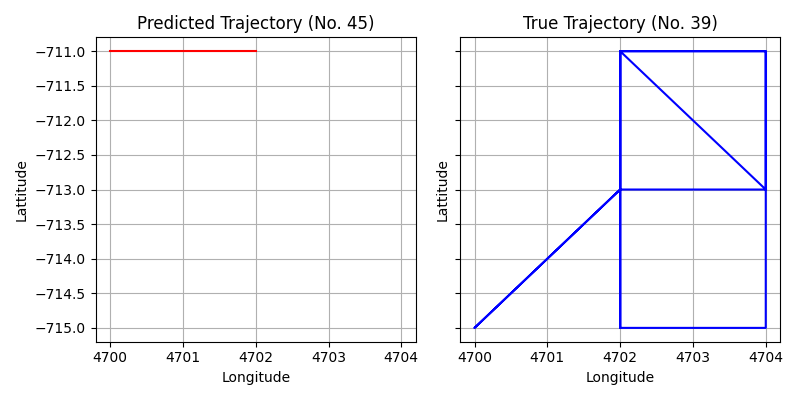 Predicted Trajectory (No. 45)
−711.0
−711.5
−712.0
−712.5
−713.0
−713.5
−714.0
−714.5
−715.0
Lattitude
4700 4701 4702 4703 4704
Longitude
True Trajectory (No. 39)
Lattitude
4700 4701 4702 4703 4704
Longitude